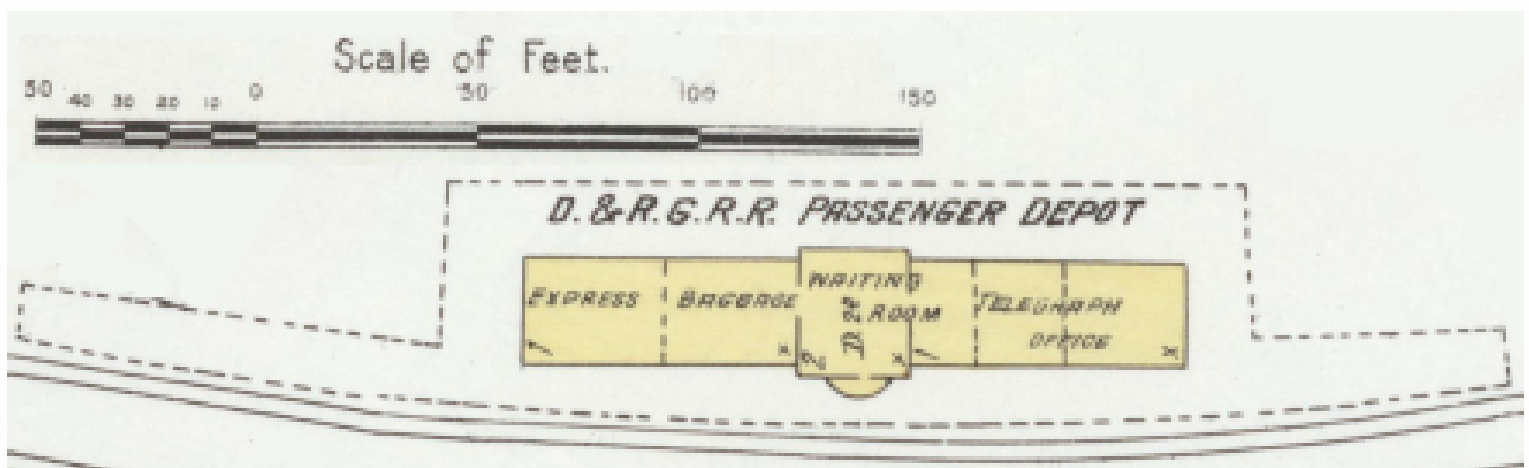 Scale of Feet.
50 40 30 20 10 0 50 100 150
D. & R. G. R. R. PASSENGER DEPOT
EXPRESS
BAGGAGE
WAITING
ROOM
TELEGRAPH
OFFICE
D
X
X
X